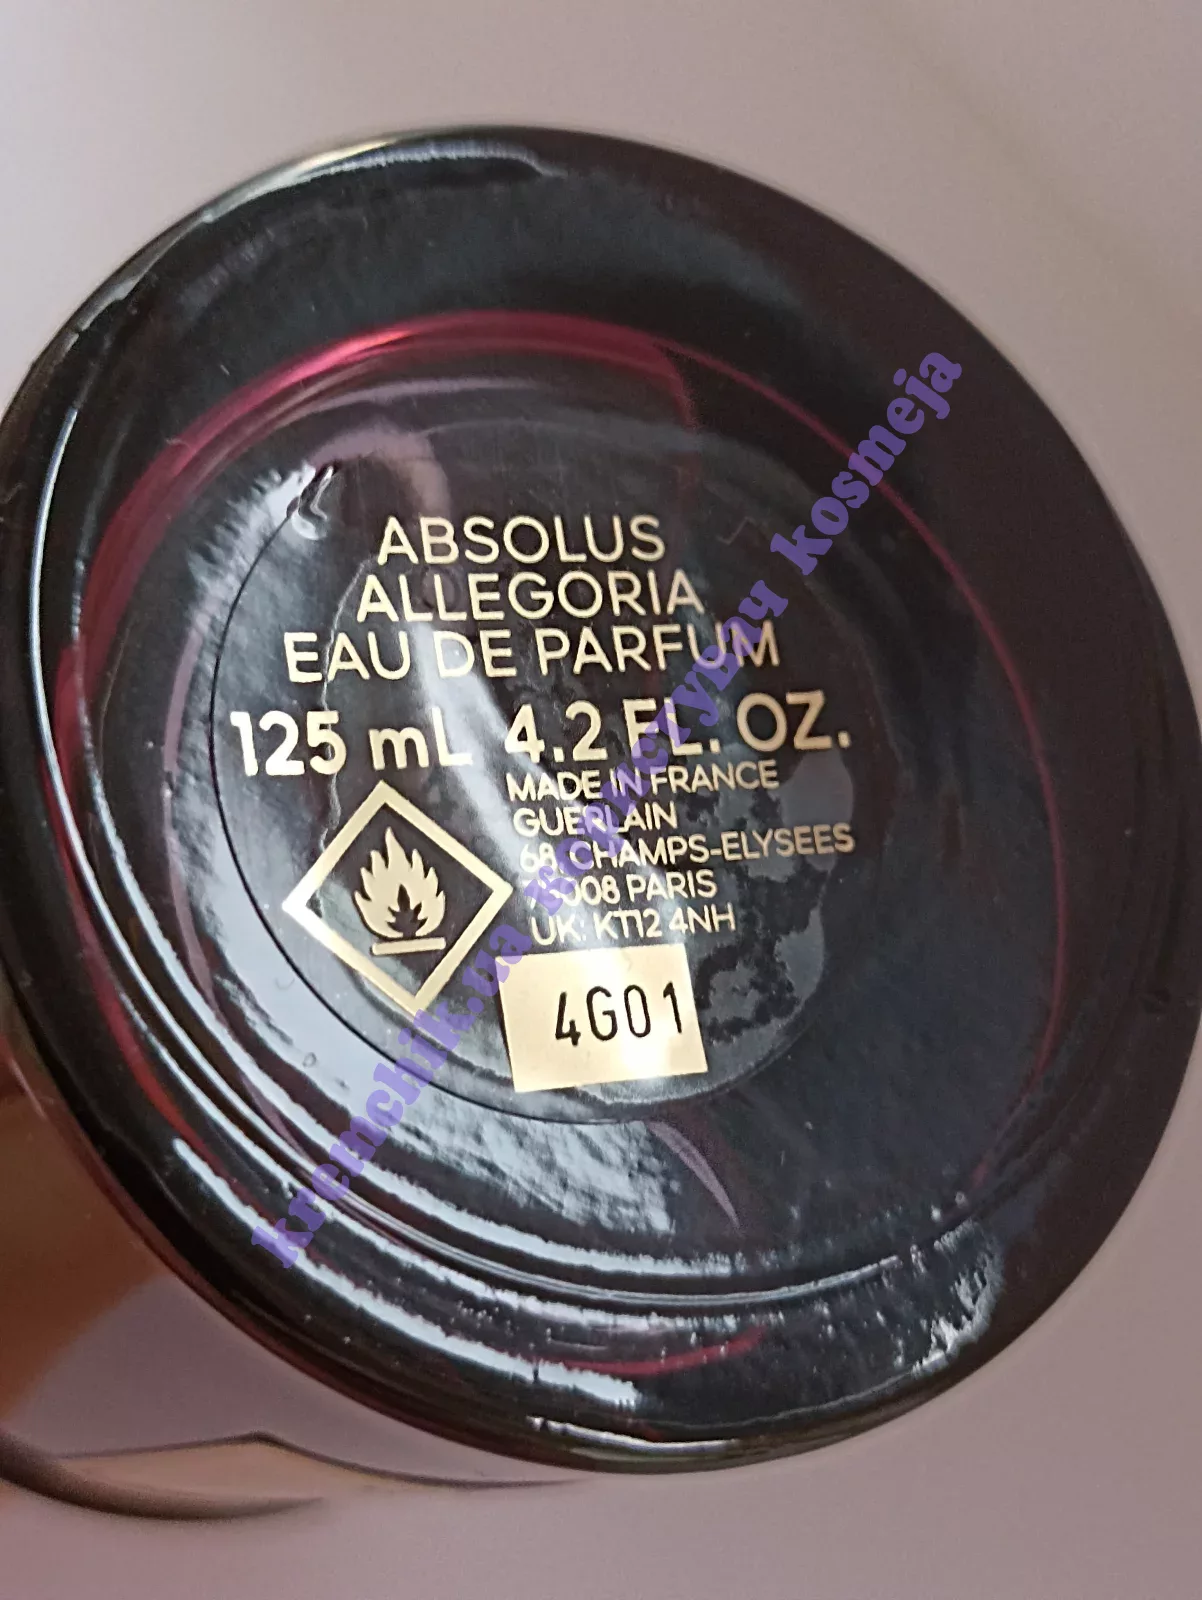 ABSOLUS
ALLEGORIA
EAU DE PARFUM
125 mL 4.2 FL. OZ.
MADE IN FRANCE
GUERLAIN
68, CHAMPS-ELYSEES
75008 PARIS
UK: KT12 4NH
4G01
kremchik.ua kosmeja